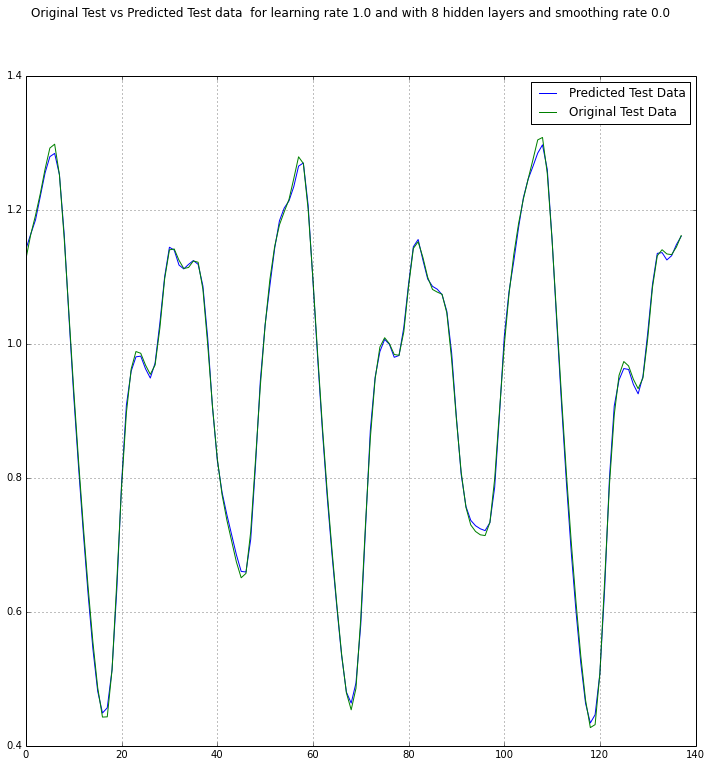 Original Test vs Predicted Test data  for learning rate 1.0 and with 8 hidden layers and smoothing rate 0.0
Predicted Test Data
Original Test Data
1.4
1.2
1.0
0.8
0.6
0.4
0 20 40 60 80 100 120 140